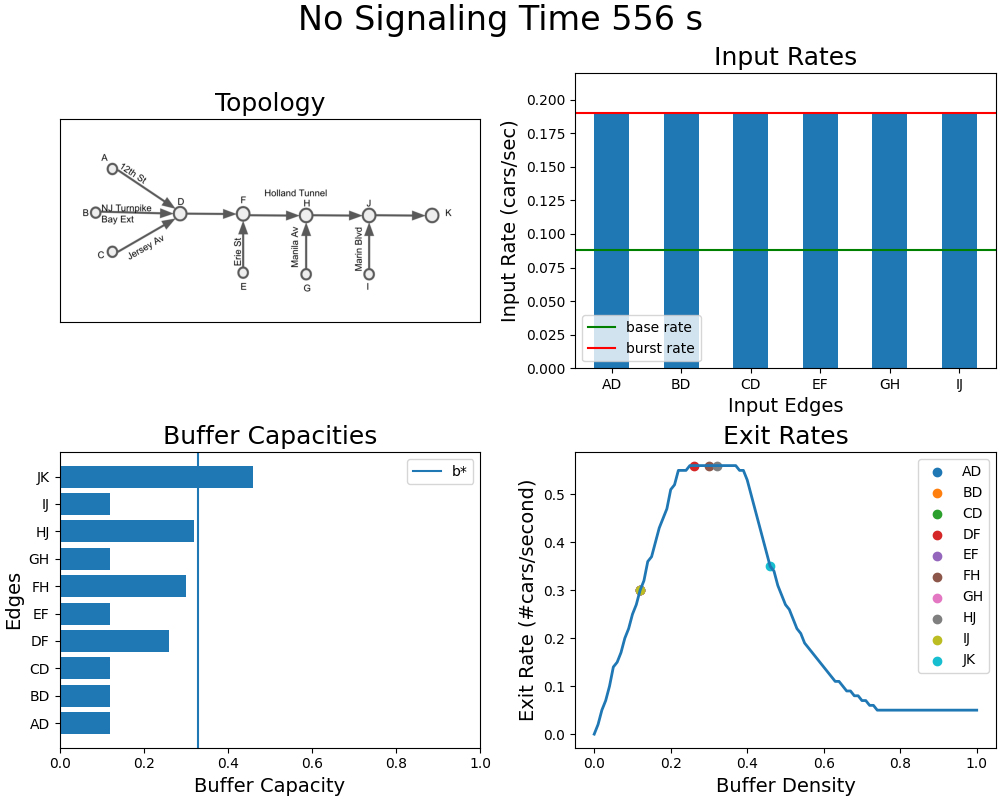 No Signaling Time 556 s
Topology
A
12th St
B
NJ Turnpike
Bay Ext
C
Jersey Av
D
F
Holland Tunnel
H
J
K
Erie St
Manila Av
Marin Blvd
E
G
I
Input Rates
Input Rate (cars/sec)
0.200
0.175
0.150
0.125
0.100
0.075
0.050
0.025
0.000
base rate
burst rate
AD BD CD EF GH IJ
Input Edges
Buffer Capacities
Edges
b*
JK
IJ
HJ
GH
FH
EF
DF
CD
BD
AD
0.0 0.2 0.4 0.6 0.8 1.0
Buffer Capacity
Exit Rates
Exit Rate (#cars/second)
0.5
0.4
0.3
0.2
0.1
0.0
AD
BD
CD
DF
EF
FH
GH
HJ
IJ
JK
0.0 0.2 0.4 0.6 0.8 1.0
Buffer Density